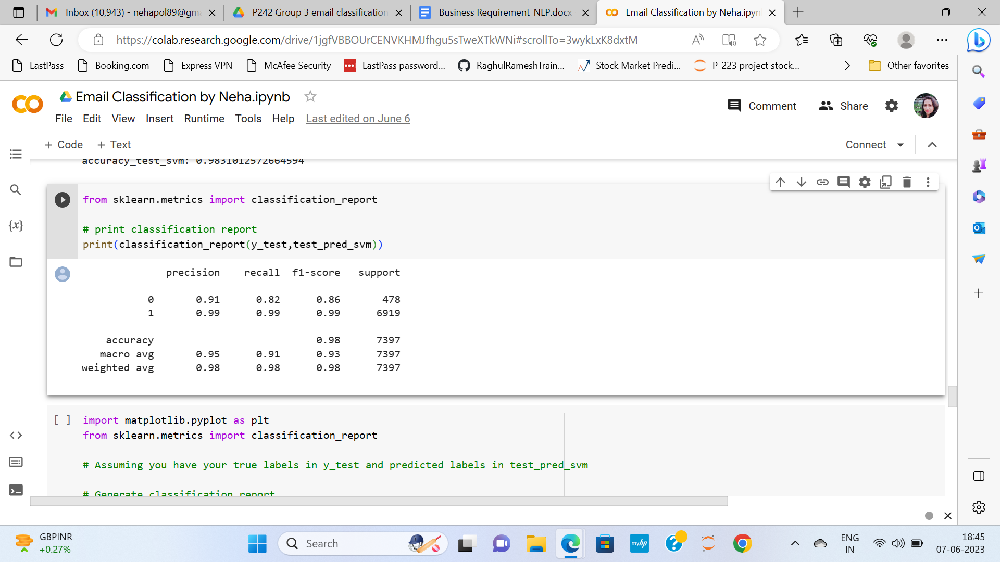 Inbox (10,943) - nehapol89@gma
P242 Group 3 email classification
Business Requirement_NLP.docx
Email Classification by Neha.ipyn
https://colab.research.google.com/drive/1jgfVBBOUrCENVKHMJfhgu5sTweXTkWNi#scrollTo=3wykLxK8dxtM
LastPass
Booking.com
Express VPN
McAfee Security
LastPass password...
RaghulRameshTrain...
Stock Market Predi...
P_223 project stock...
Other favorites
Email Classification by Neha.ipynb
Comment
Share
File Edit View Insert Runtime Tools Help Last edited on June 6
+ Code + Text
Connect
accuracy_test_svm: 0.9831012572664594
from sklearn.metrics import classification_report
# print classification report
print(classification_report(y_test,test_pred_svm))
precision recall f1-score support
0 0.91 0.82 0.86 478
1 0.99 0.99 0.99 6919
accuracy 0.98 7397
macro avg 0.95 0.91 0.93 7397
weighted avg 0.98 0.98 0.98 7397
[ ] import matplotlib.pyplot as plt
from sklearn.metrics import classification_report
# Assuming you have your true labels in y_test and predicted labels in test_pred_svm
# Generate classification report
GBPINR
+0.27%
Search
myhp
ENG
IN
18:45
07-06-2023